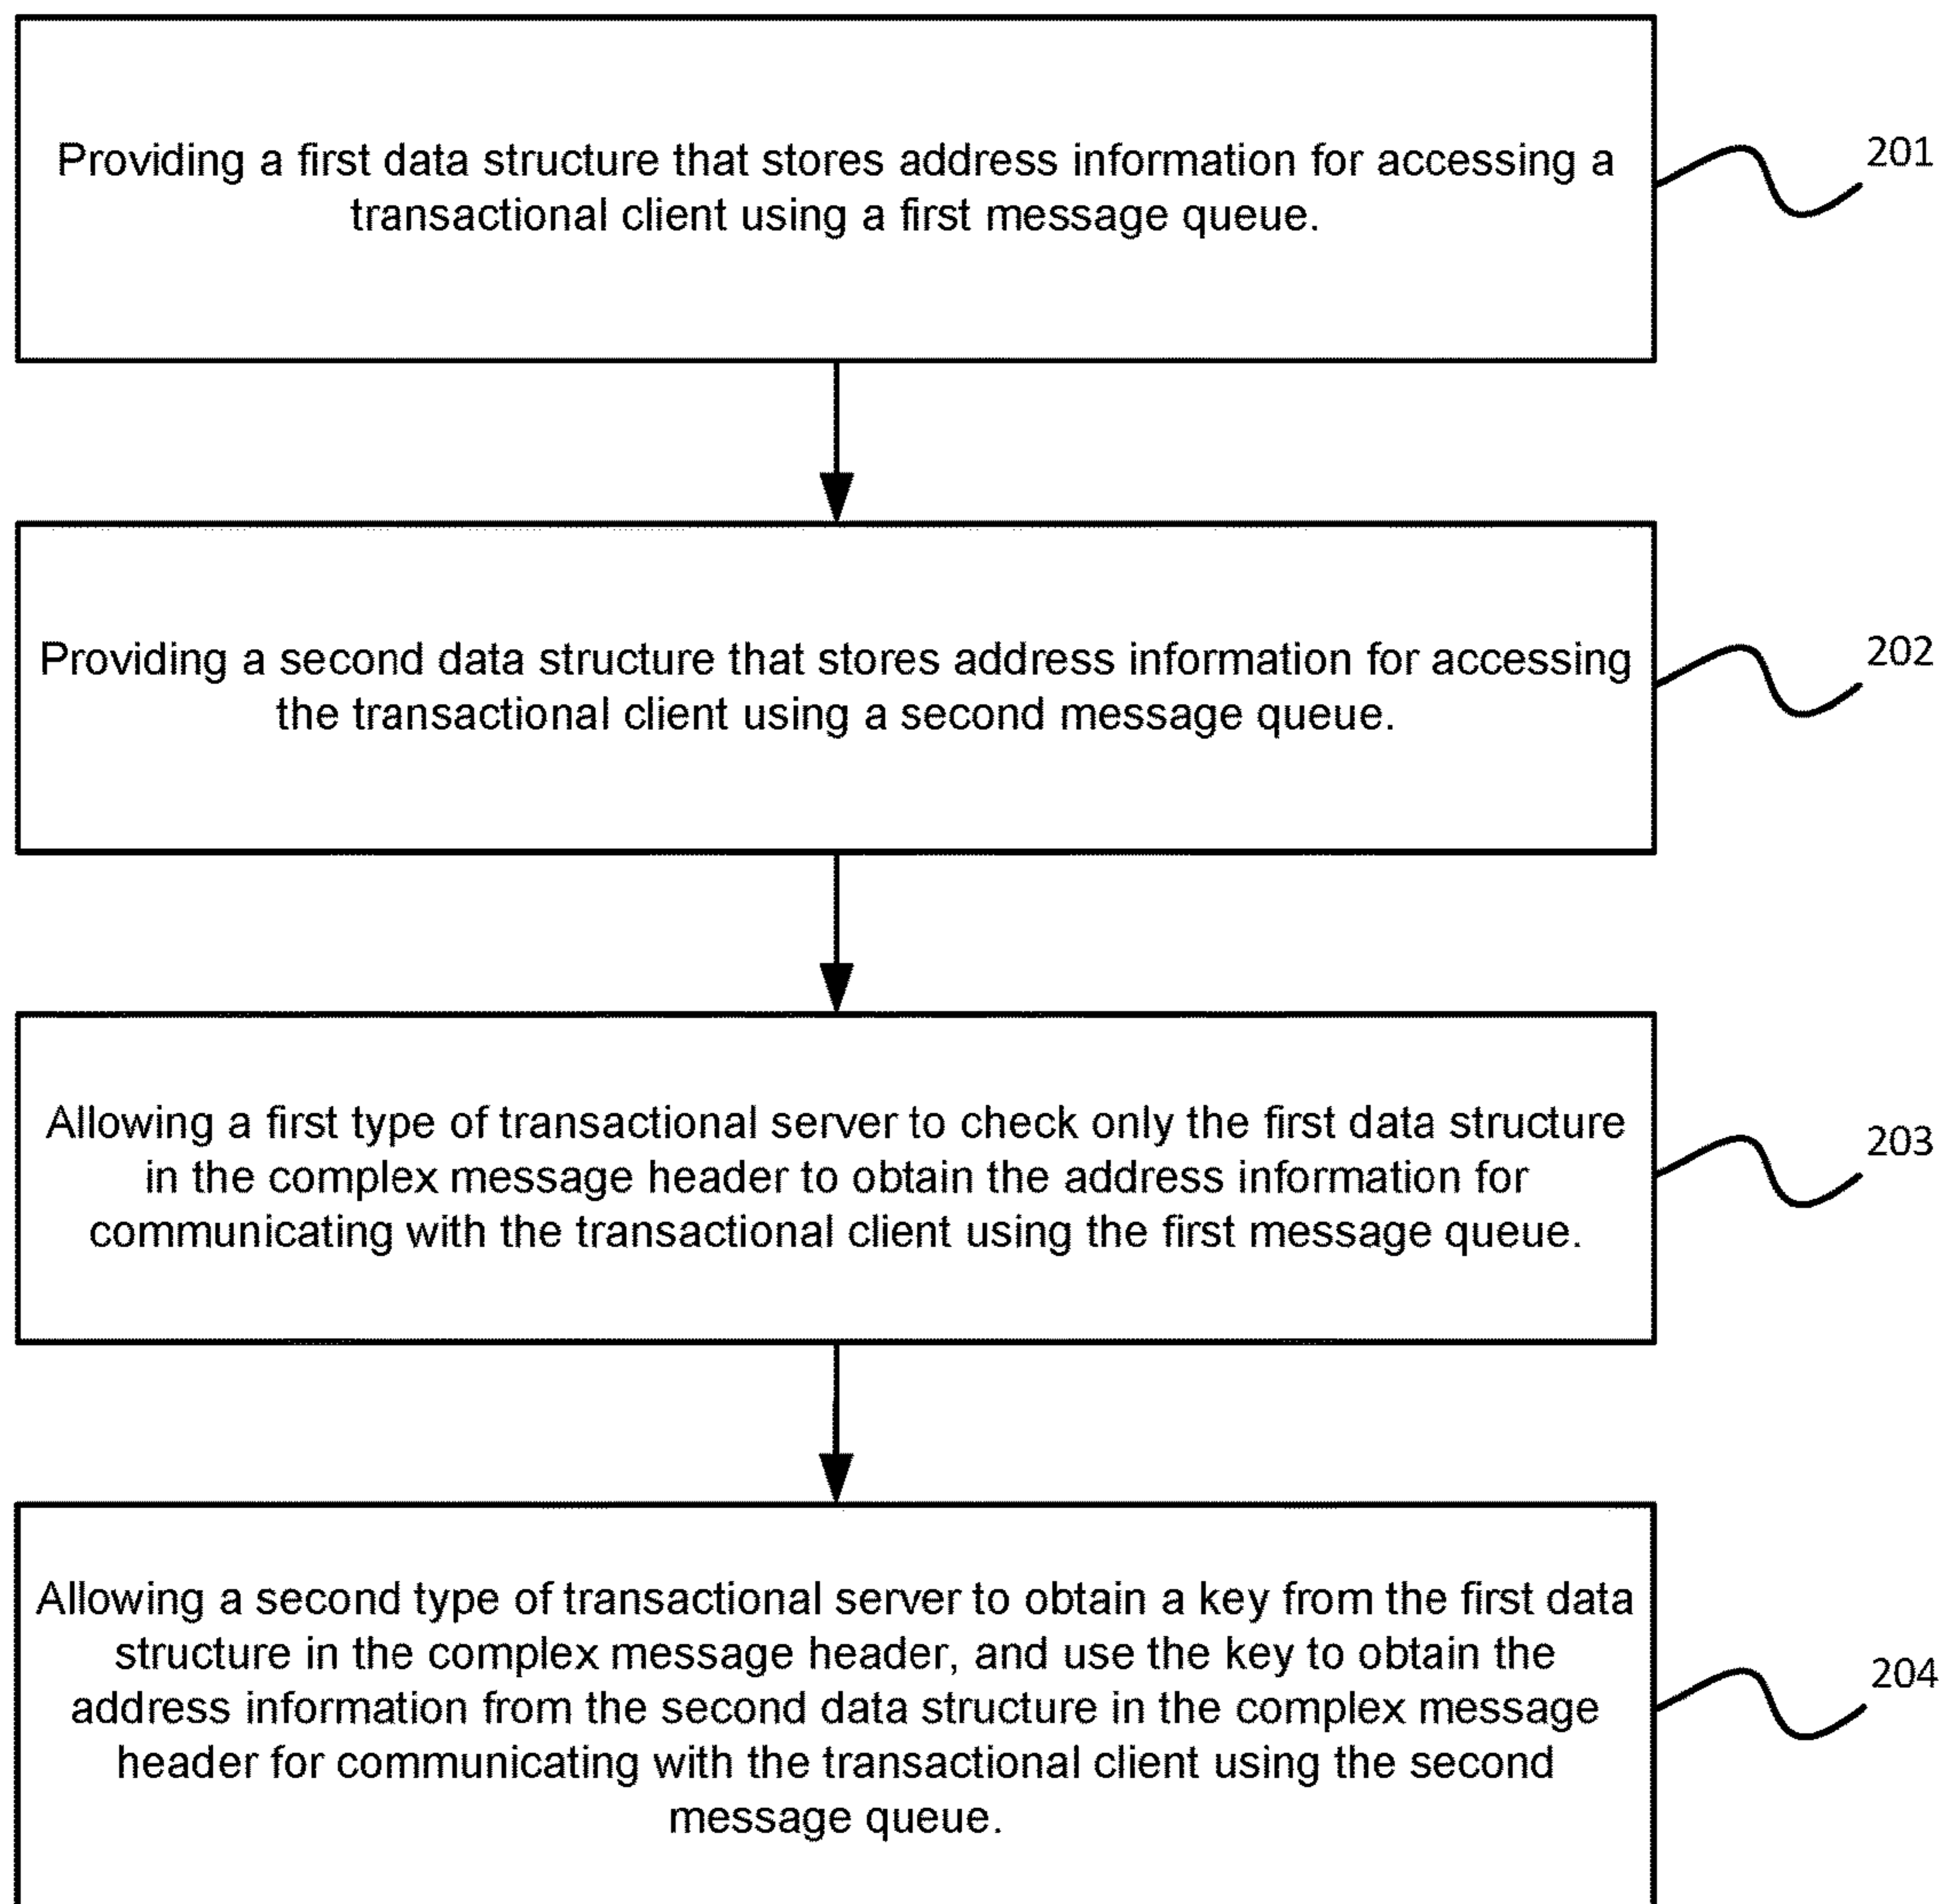 Providing a first data structure that stores address information for accessing a
transactional client using a first message queue.
201
Providing a second data structure that stores address information for accessing
the transactional client using a second message queue.
202
Allowing a first type of transactional server to check only the first data structure
in the complex message header to obtain the address information for
communicating with the transactional client using the first message queue.
203
Allowing a second type of transactional server to obtain a key from the first data
structure in the complex message header, and use the key to obtain the
address information from the second data structure in the complex message
header for communicating with the transactional client using the second
message queue.
204